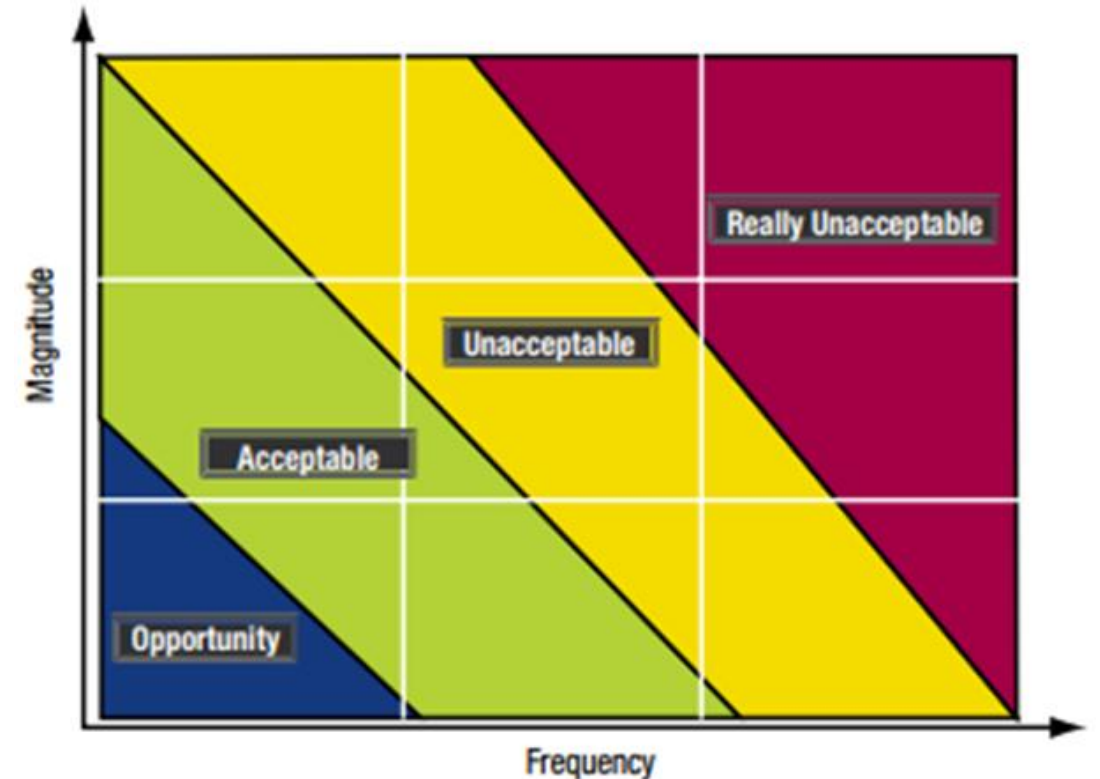 Magnitude
Really Unacceptable
Unacceptable
Acceptable
Opportunity
Frequency